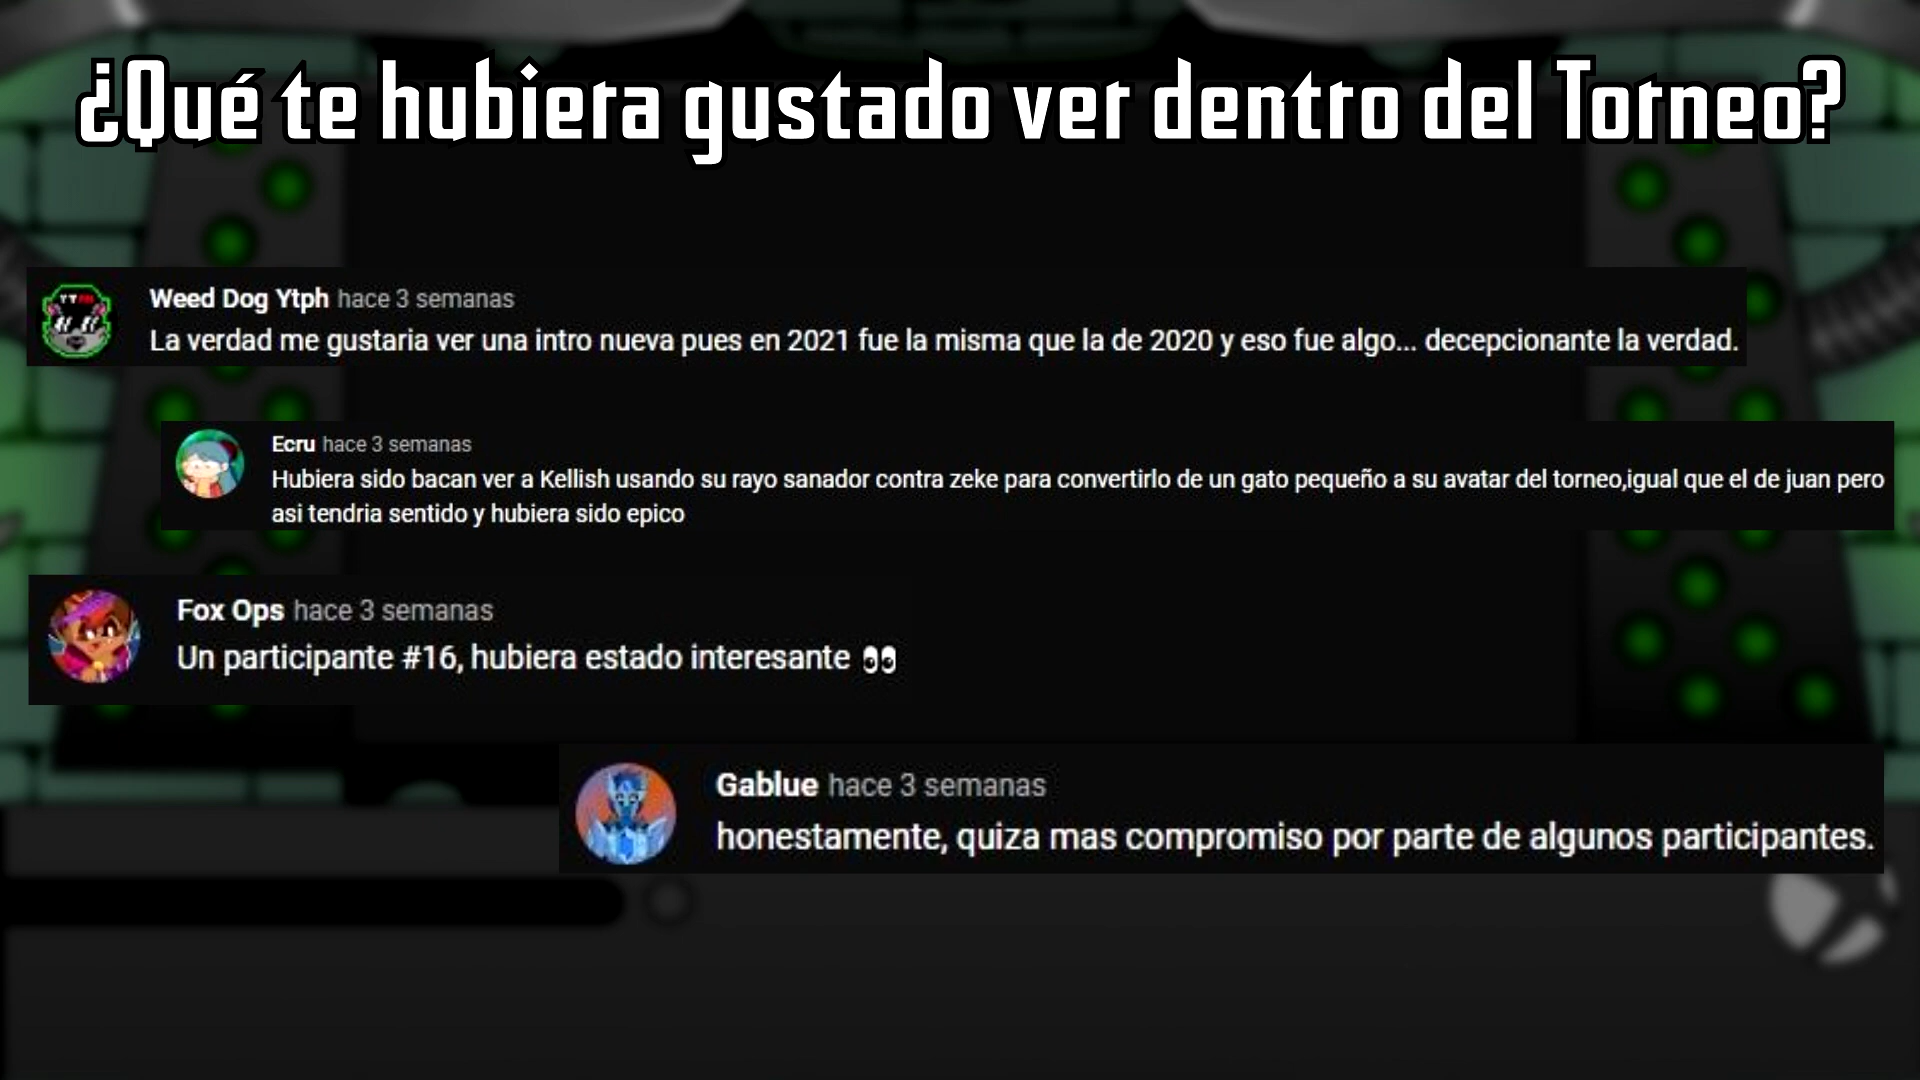 ¿Qué te hubiera gustado ver dentro del Torneo?
Weed Dog Ytph hace 3 semanas
La verdad me gustaria ver una intro nueva pues en 2021 fue la misma que la de 2020 y eso fue algo... decepcionante la verdad.
Ecru hace 3 semanas
Hubiera sido bacan ver a Kellish usando su rayo sanador contra zeke para convertirlo de un gato pequeño a su avatar del torneo,igual que el de juan pero
asi tendria sentido y hubiera sido epico
Fox Ops hace 3 semanas
Un participante #16, hubiera estado interesante 👀
Gablue hace 3 semanas
honestamente, quiza mas compromiso por parte de algunos participantes.